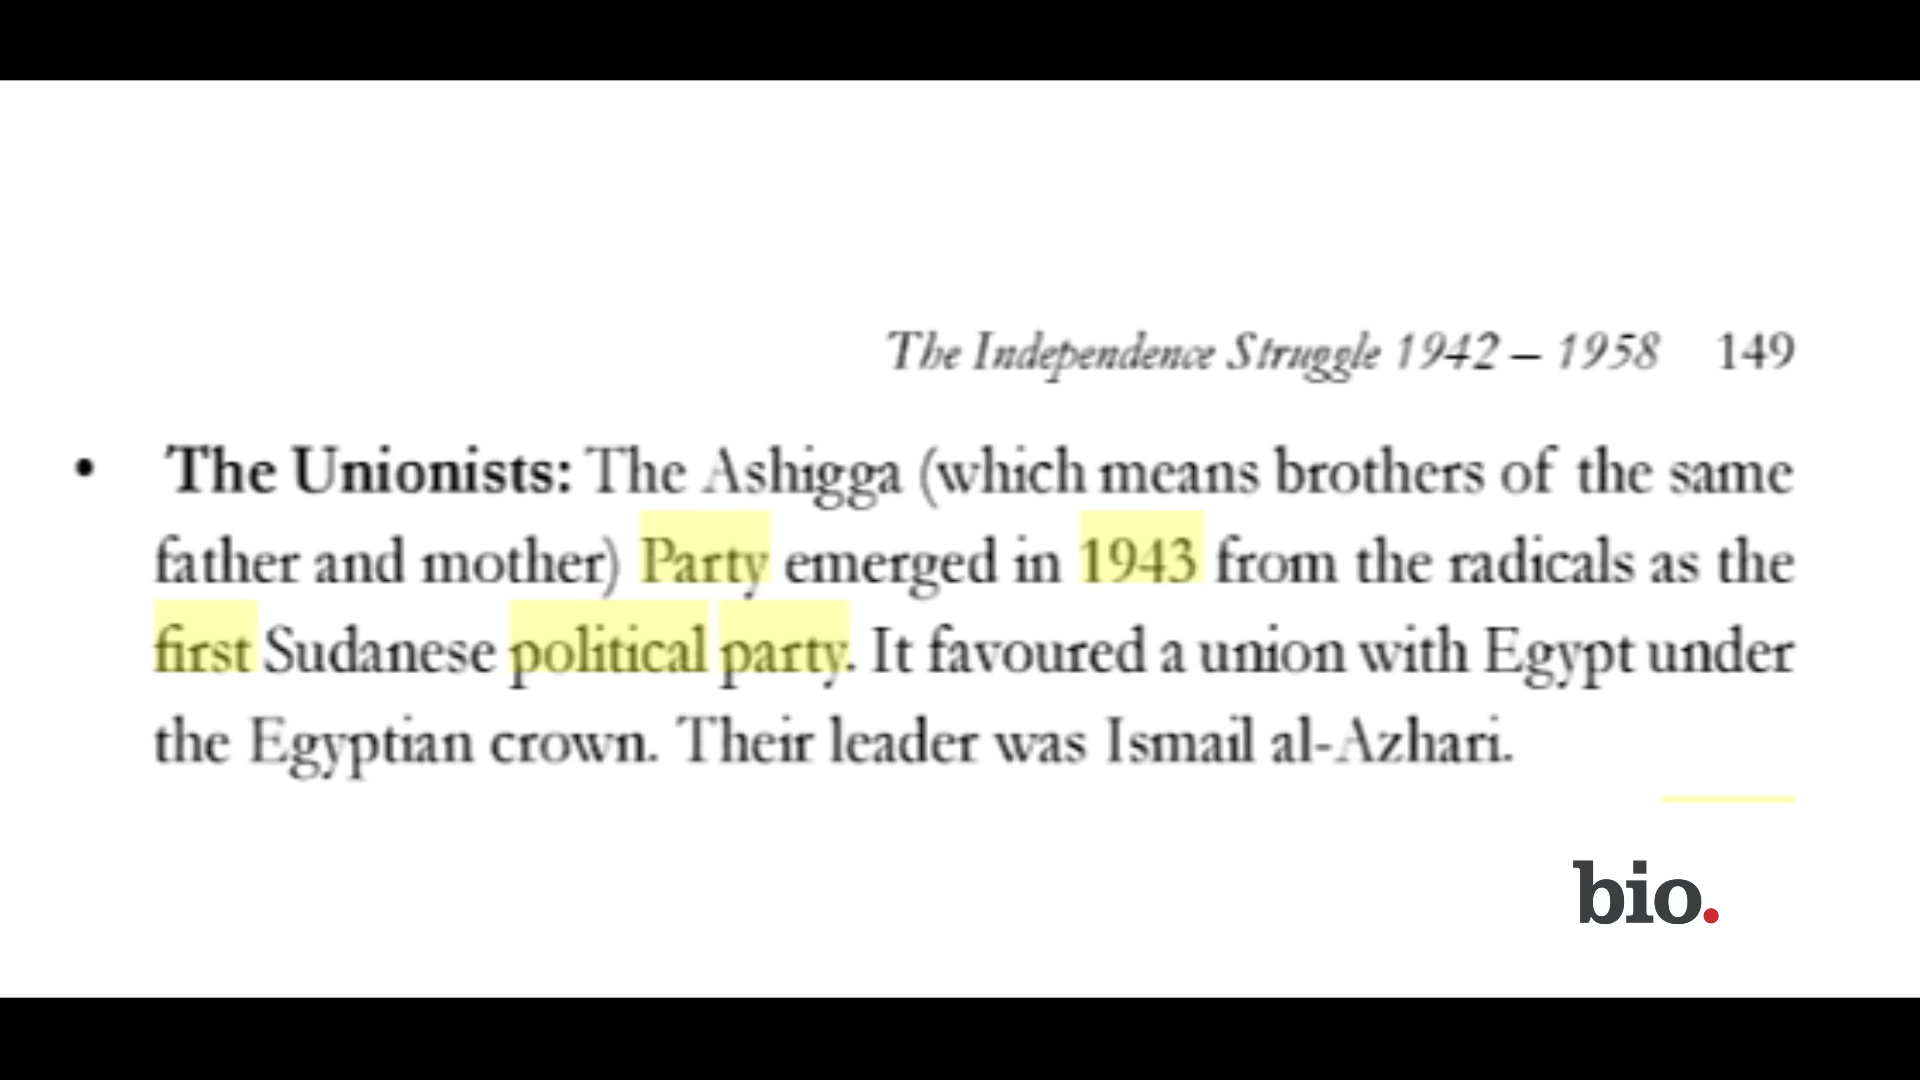 The Independence Struggle 1942 – 1958 149
• The Unionists: The Ashigga (which means brothers of the same
father and mother) Party emerged in 1943 from the radicals as the
first Sudanese political party. It favoured a union with Egypt under
the Egyptian crown. Their leader was Ismail al-Azhari.
bio.